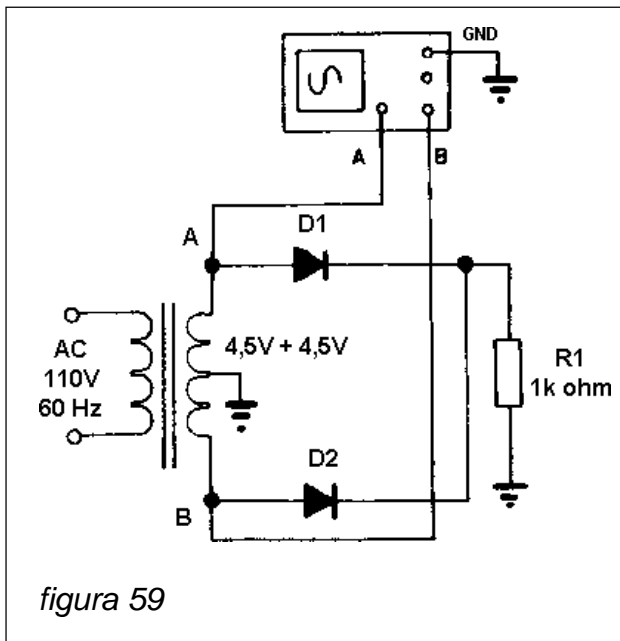 GND
A B
A
D1
AC
110V
60 Hz
4,5V + 4,5V
R1
1k ohm
D2
B
figura 59